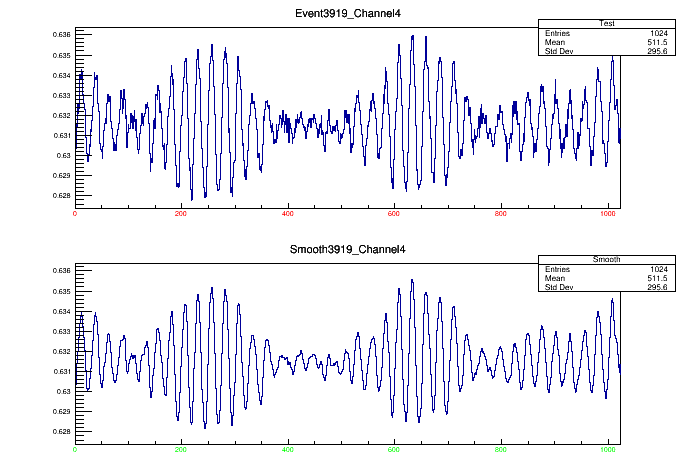 Event3919_Channel4
Test
Entries 1024
Mean 511.5
Std Dev 295.6
0.636
0.635
0.634
0.633
0.632
0.631
0.63
0.629
0.628
0 200 400 600 800 1000
Smooth3919_Channel4
Smooth
Entries 1024
Mean 511.5
Std Dev 295.6
0.636
0.635
0.634
0.633
0.632
0.631
0.63
0.629
0.628
0 200 400 600 800 1000